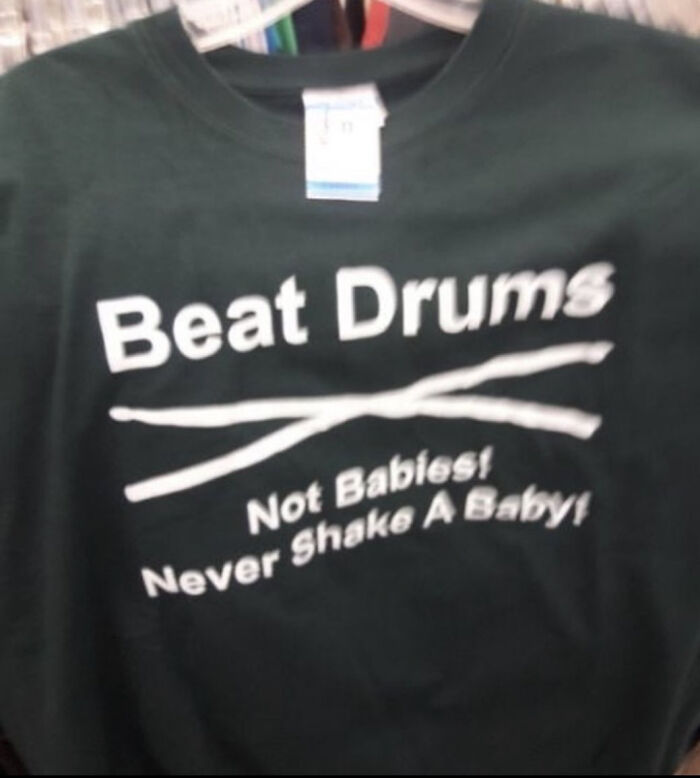 Beat Drums
Not Babies!
Never Shake A Baby!